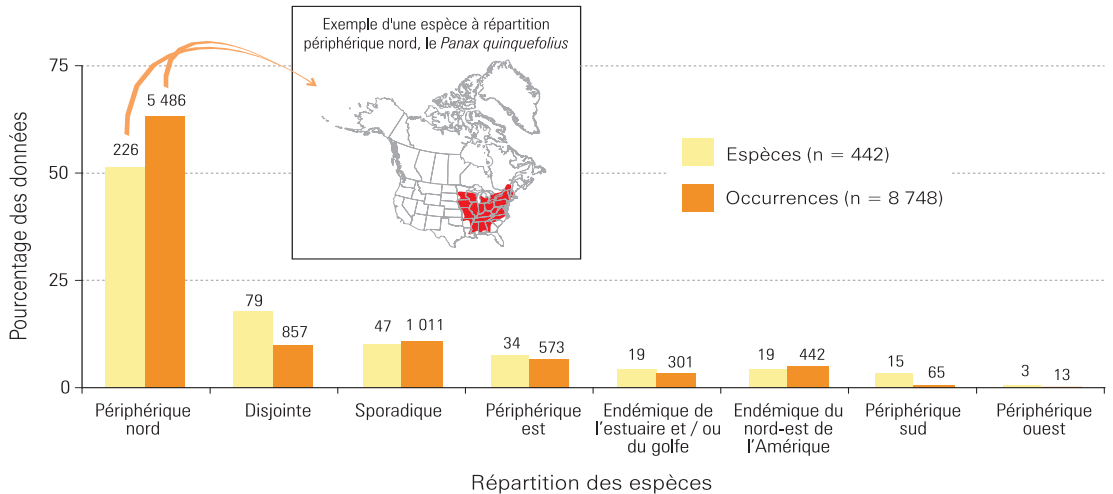 Exemple d'une espèce à répartition
périphérique nord, le Panax quinquefolius
Pourcentage des données
75
50
25
0
226
5 486
79
857
47
1 011
34
573
19
301
19
442
15
65
3
13
Espèces (n = 442)
Occurrences (n = 8 748)
Périphérique
nord
Disjointe
Sporadique
Périphérique
est
Endémique de
l'estuaire et / ou
du golfe
Endémique du
nord-est de
l'Amérique
Périphérique
sud
Périphérique
ouest
Répartition des espèces